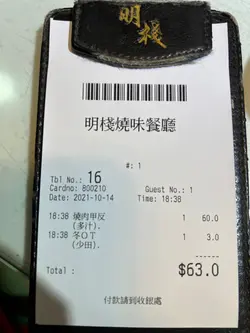 明棧
明棧燒味餐廳
#: 1
Tbl No.: 16
Cardno: 800210 Guest No.: 1
Date: 2021-10-14 Time: 18:38
18:38 燒肉甲反 1 60.0
(多汁).
18:38 冬OT 1 3.0
(少田).
Total : $63.0
付款請到收銀處